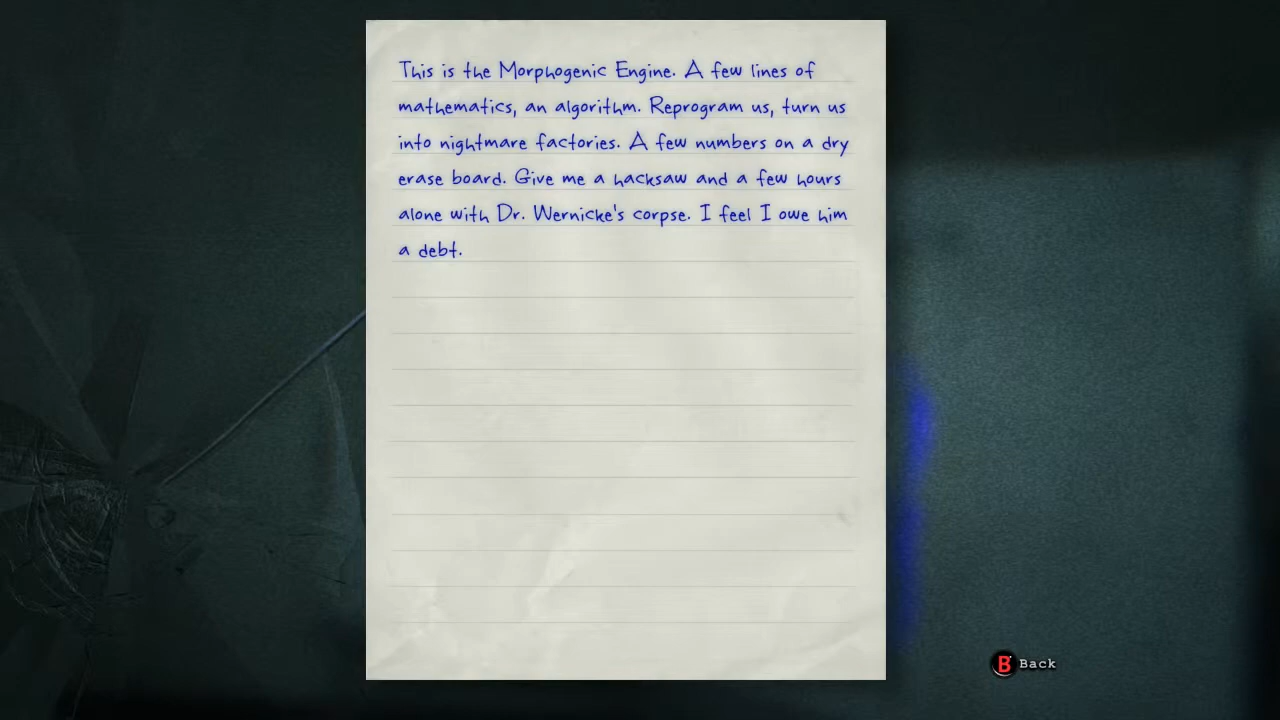 This is the Morphogenic Engine. A few lines of
mathematics, an algorithm. Reprogram us, turn us
into nightmare factories. A few numbers on a dry
erase board. Give me a hacksaw and a few hours
alone with Dr. Wernicke's corpse. I feel I owe him
a debt.
B Back